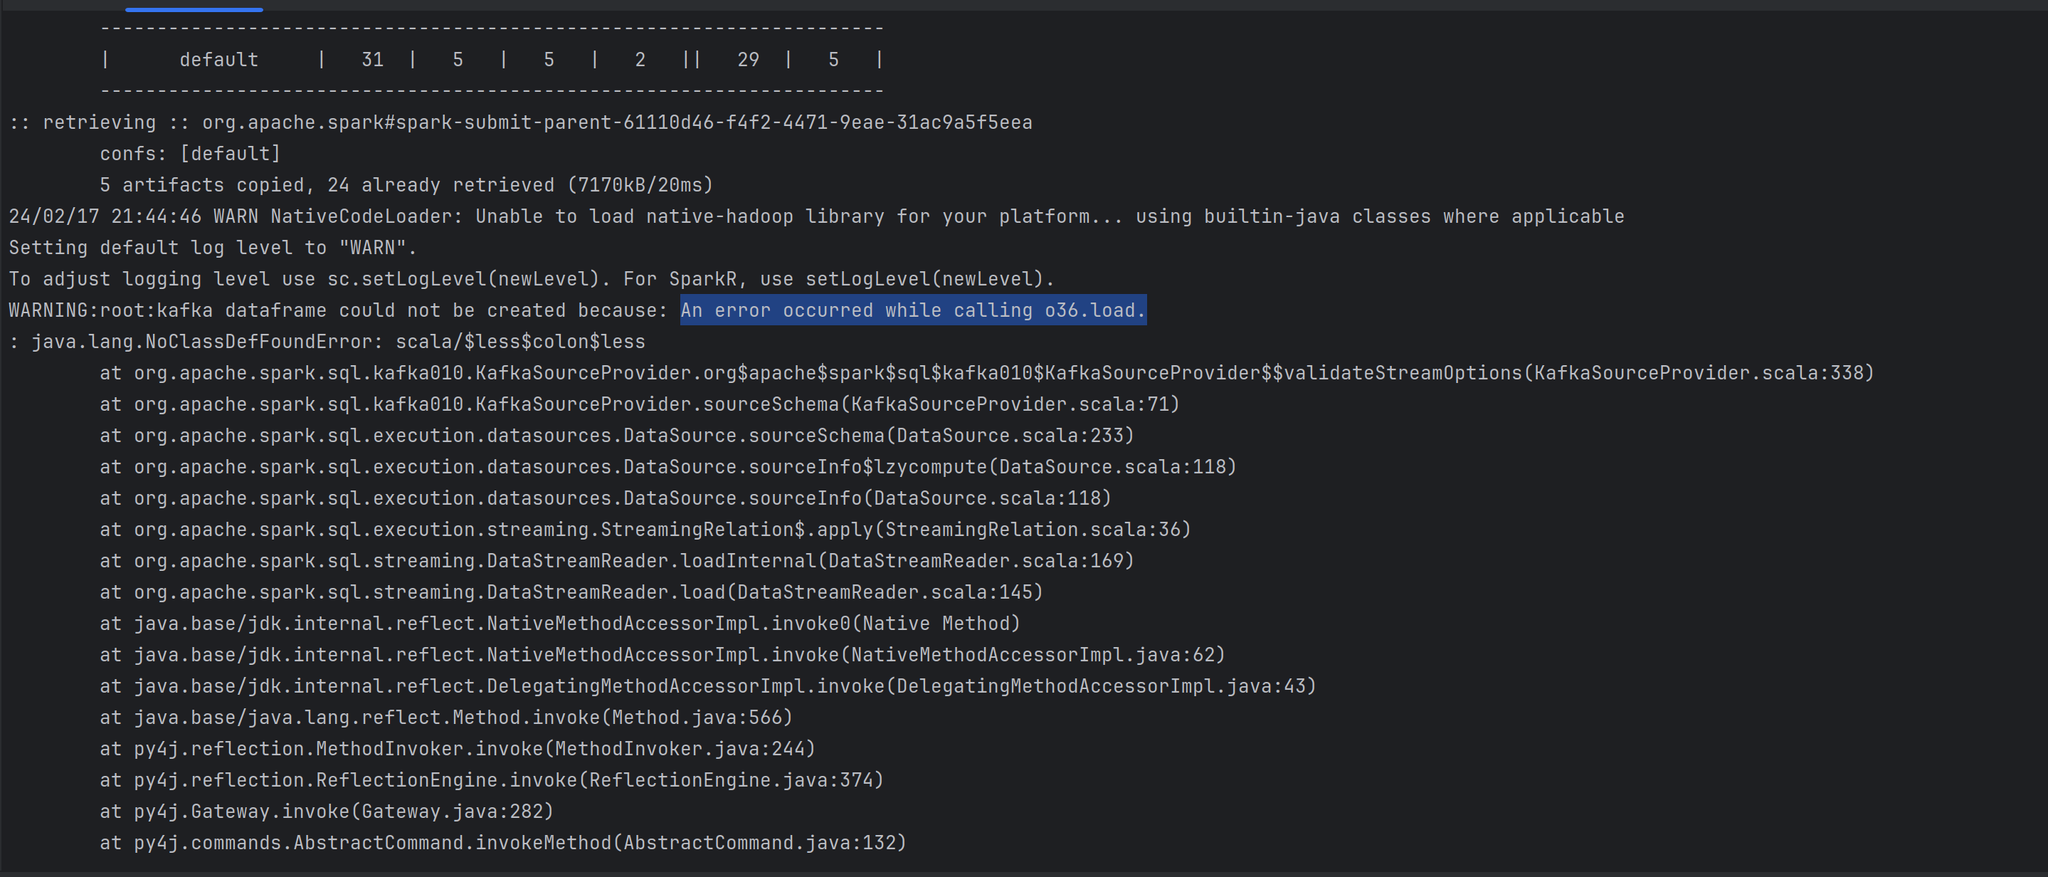 ---------------------------------------------------------------------
|      default     |   31  |   5   |   5   |   2   ||   29  |   5   |
---------------------------------------------------------------------
:: retrieving :: org.apache.spark#spark-submit-parent-61110d46-f4f2-4471-9eae-31ac9a5f5eea
confs: [default]
5 artifacts copied, 24 already retrieved (7170kB/20ms)
24/02/17 21:44:46 WARN NativeCodeLoader: Unable to load native-hadoop library for your platform... using builtin-java classes where applicable
Setting default log level to "WARN".
To adjust logging level use sc.setLogLevel(newLevel). For SparkR, use setLogLevel(newLevel).
WARNING:root:kafka dataframe could not be created because: An error occurred while calling o36.load.
: java.lang.NoClassDefFoundError: scala/$less$colon$less
at org.apache.spark.sql.kafka010.KafkaSourceProvider.org$apache$spark$sql$kafka010$KafkaSourceProvider$$validateStreamOptions(KafkaSourceProvider.scala:338)
at org.apache.spark.sql.kafka010.KafkaSourceProvider.sourceSchema(KafkaSourceProvider.scala:71)
at org.apache.spark.sql.execution.datasources.DataSource.sourceSchema(DataSource.scala:233)
at org.apache.spark.sql.execution.datasources.DataSource.sourceInfo$lzycompute(DataSource.scala:118)
at org.apache.spark.sql.execution.datasources.DataSource.sourceInfo(DataSource.scala:118)
at org.apache.spark.sql.execution.streaming.StreamingRelation$.apply(StreamingRelation.scala:36)
at org.apache.spark.sql.streaming.DataStreamReader.loadInternal(DataStreamReader.scala:169)
at org.apache.spark.sql.streaming.DataStreamReader.load(DataStreamReader.scala:145)
at java.base/jdk.internal.reflect.NativeMethodAccessorImpl.invoke0(Native Method)
at java.base/jdk.internal.reflect.NativeMethodAccessorImpl.invoke(NativeMethodAccessorImpl.java:62)
at java.base/jdk.internal.reflect.DelegatingMethodAccessorImpl.invoke(DelegatingMethodAccessorImpl.java:43)
at java.base/java.lang.reflect.Method.invoke(Method.java:566)
at py4j.reflection.MethodInvoker.invoke(MethodInvoker.java:244)
at py4j.reflection.ReflectionEngine.invoke(ReflectionEngine.java:374)
at py4j.Gateway.invoke(Gateway.java:282)
at py4j.commands.AbstractCommand.invokeMethod(AbstractCommand.java:132)